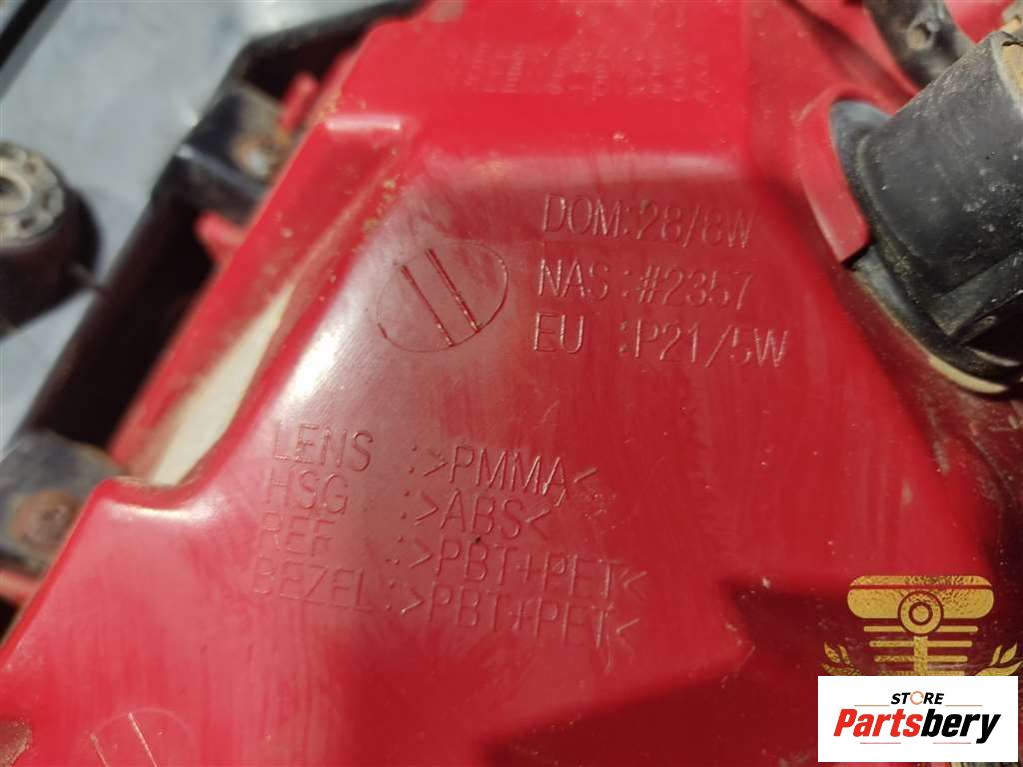 DOM:28/8W
NAS :#2357
EU :P21/5W
LENS :>PMMA<
HSG :>ABS<
REF :>PBT+PET<
BEZEL:>PBT+PET<
STORE
Partsbery